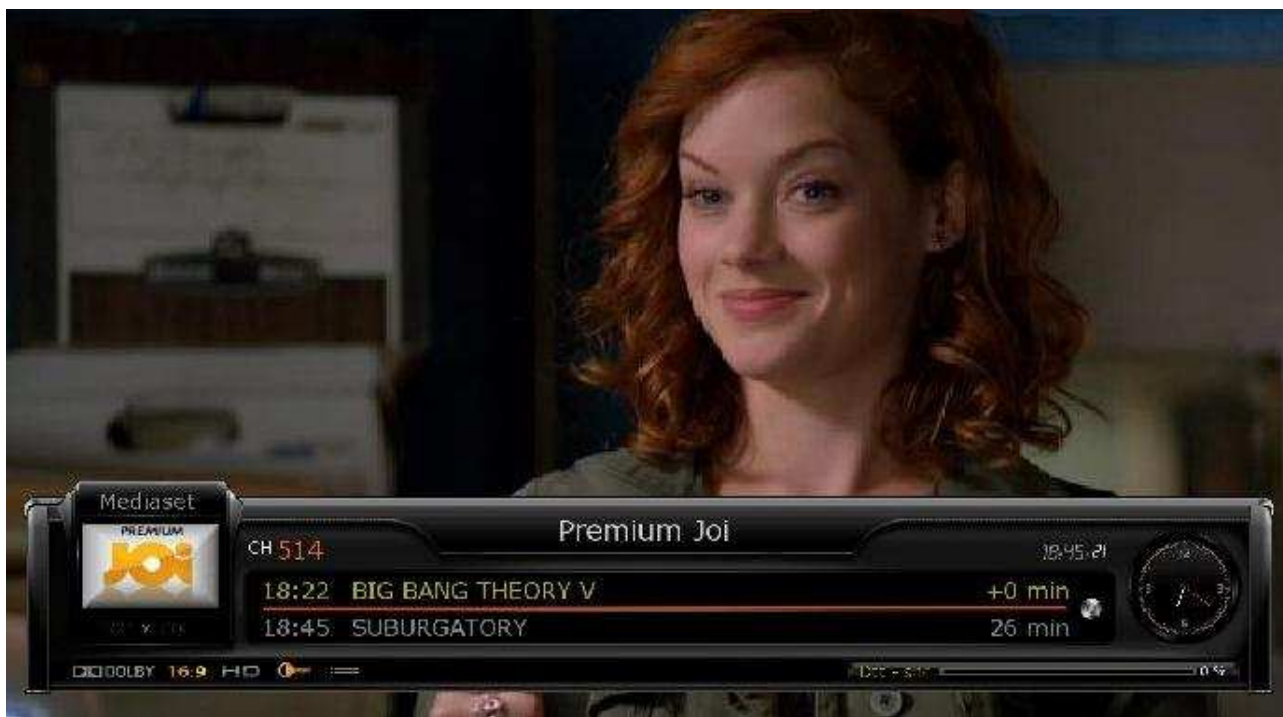 Mediaset
PREMIUM
JOI
Premium Joi
CH 514
18:45:21
18:22 BIG BANG THEORY V +0 min
18:45 SUBURGATORY 26 min
DOLBY 16:9 HD
0 %